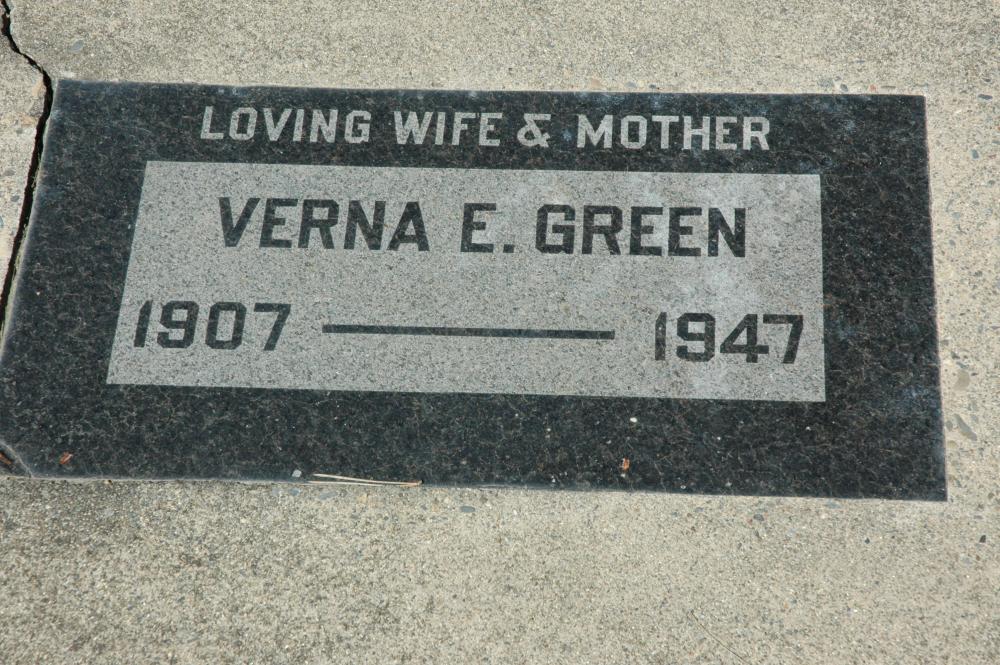 LOVING WIFE & MOTHER
VERNA E. GREEN
1907 — 1947